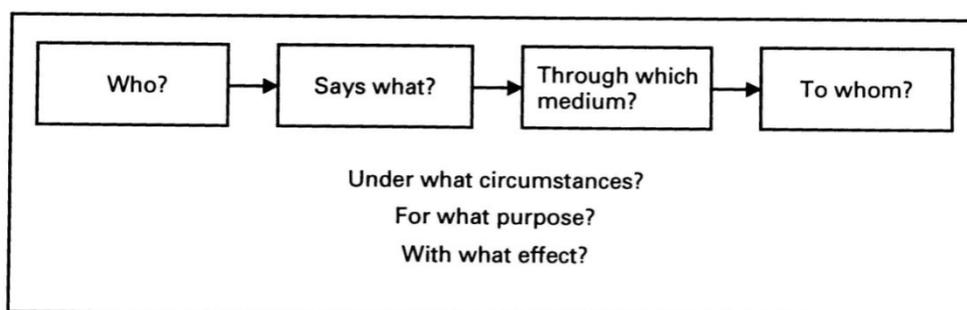 Who?
Says what?
Through which
medium?
To whom?
Under what circumstances?
For what purpose?
With what effect?